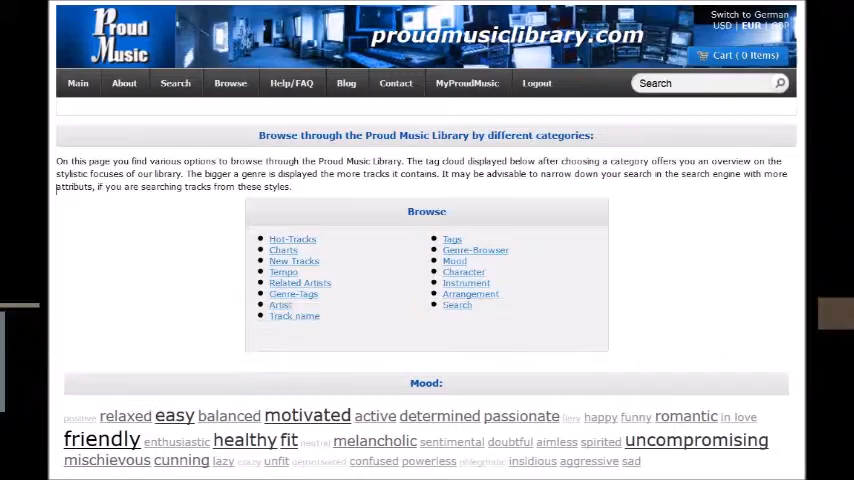 Proud
Music
proudmusiclibrary.com
Switch to German
USD | EUR | GBP
Cart ( 0 Items)
Main About Search Browse Help/FAQ Blog Contact MyProudMusic Logout Search
Browse through the Proud Music Library by different categories:
On this page you find various options to browse through the Proud Music Library. The tag cloud displayed below after choosing a category offers you an overview on the
stylistic focuses of our library. The bigger a genre is displayed the more tracks it contains. It may be advisable to narrow down your search in the search engine with more
attributes, if you are searching tracks from these styles.
Browse
Hot-Tracks
Charts
New Tracks
Tempo
Related Artists
Genre-Tags
Artist
Track name
Tags
Genre-Browser
Mood
Character
Instrument
Arrangement
Search
Mood:
positive relaxed easy balanced motivated active determined passionate fiery happy funny romantic in love
friendly enthusiastic healthy fit neutral melancholic sentimental doubtful aimless spirited uncompromising
mischievous cunning lazy crazy unfit demotivated confused powerless phlegmatic insidious aggressive sad